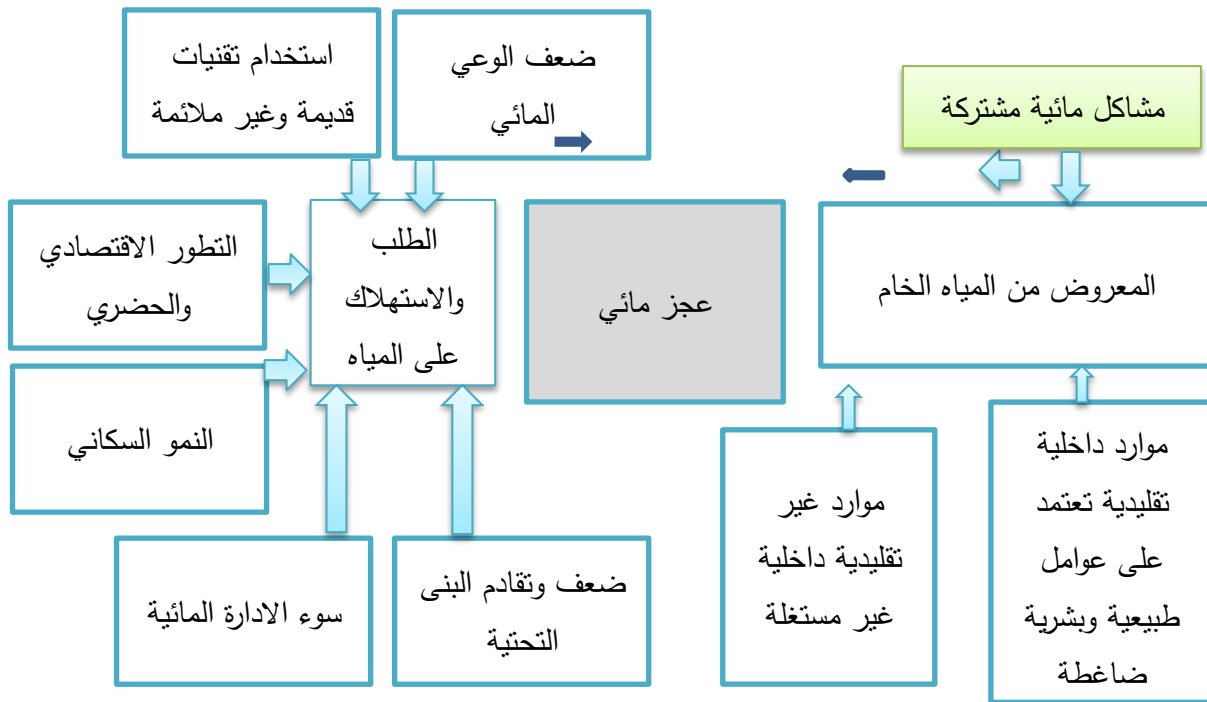 مشاكل مائية مشتركة
المعروض من المياه الخام
موارد داخلية
تقليدية تعتمد
على عوامل
طبيعية وبشرية
ضاغطة
موارد غير
تقليدية داخلية
غير مستغلة
عجز مائي
ضعف الوعي
المائي
استخدام تقنيات
قديمة وغير ملائمة
الطلب
والاستهلاك
على المياه
التطور الاقتصادي
والحضري
النمو السكاني
ضعف وتقادم البنى
التحتية
سوء الادارة المائية